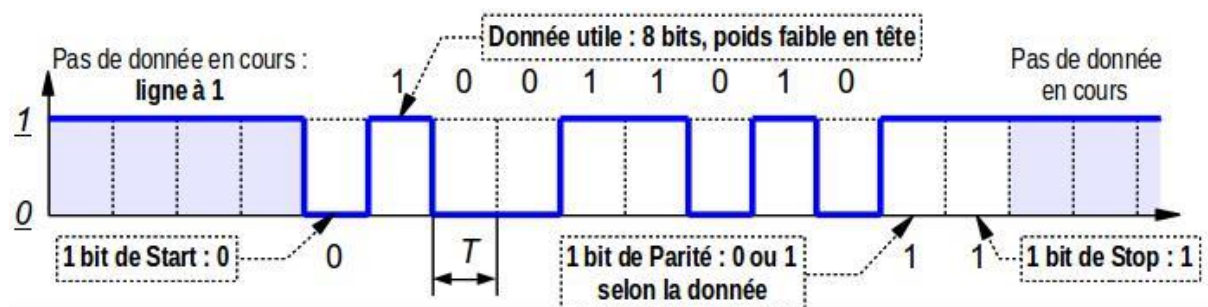 Donnée utile : 8 bits, poids faible en tête
Pas de donnée en cours :
ligne à 1
1 0 0 1 1 0 1 0
Pas de donnée
en cours
1
0
1 bit de Start : 0
0
T
1 bit de Parité : 0 ou 1
selon la donnée
1 1
1 bit de Stop : 1